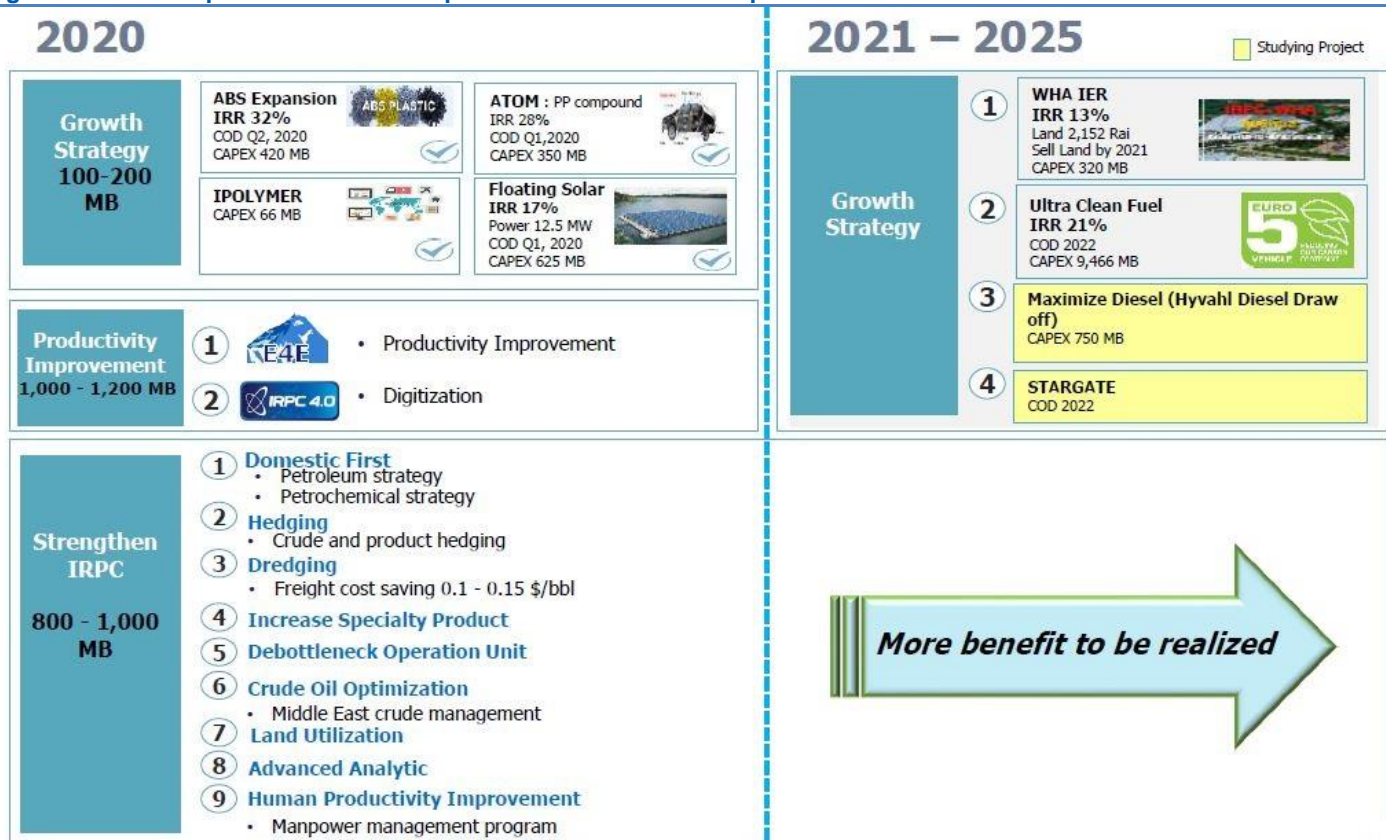 2020
Growth
Strategy
100-200
MB
ABS Expansion
IRR 32%
COD Q2, 2020
CAPEX 420 MB
ABS PLASTIC
ATOM : PP compound
IRR 28%
COD Q1,2020
CAPEX 350 MB
IPOLYMER
CAPEX 66 MB
Floating Solar
IRR 17%
Power 12.5 MW
COD Q1, 2020
CAPEX 625 MB
Productivity
Improvement
1,000 - 1,200 MB
1
E4E
• Productivity Improvement
2
IRPC 4.0
• Digitization
Strengthen
IRPC
800 - 1,000
MB
1 Domestic First
• Petroleum strategy
• Petrochemical strategy
2 Hedging
• Crude and product hedging
3 Dredging
• Freight cost saving 0.1 - 0.15 $/bbl
4 Increase Specialty Product
5 Debottleneck Operation Unit
6 Crude Oil Optimization
• Middle East crude management
7 Land Utilization
8 Advanced Analytic
9 Human Productivity Improvement
• Manpower management program
2021 – 2025
Studying Project
Growth
Strategy
1
WHA IER
IRR 13%
Land 2,152 Rai
Sell Land by 2021
CAPEX 320 MB
IRPC-WHA
2
Ultra Clean Fuel
IRR 21%
COD 2022
CAPEX 9,466 MB
EURO
5
VEHICLE
3
Maximize Diesel (Hyvahl Diesel Draw
off)
CAPEX 750 MB
4
STARGATE
COD 2022
More benefit to be realized